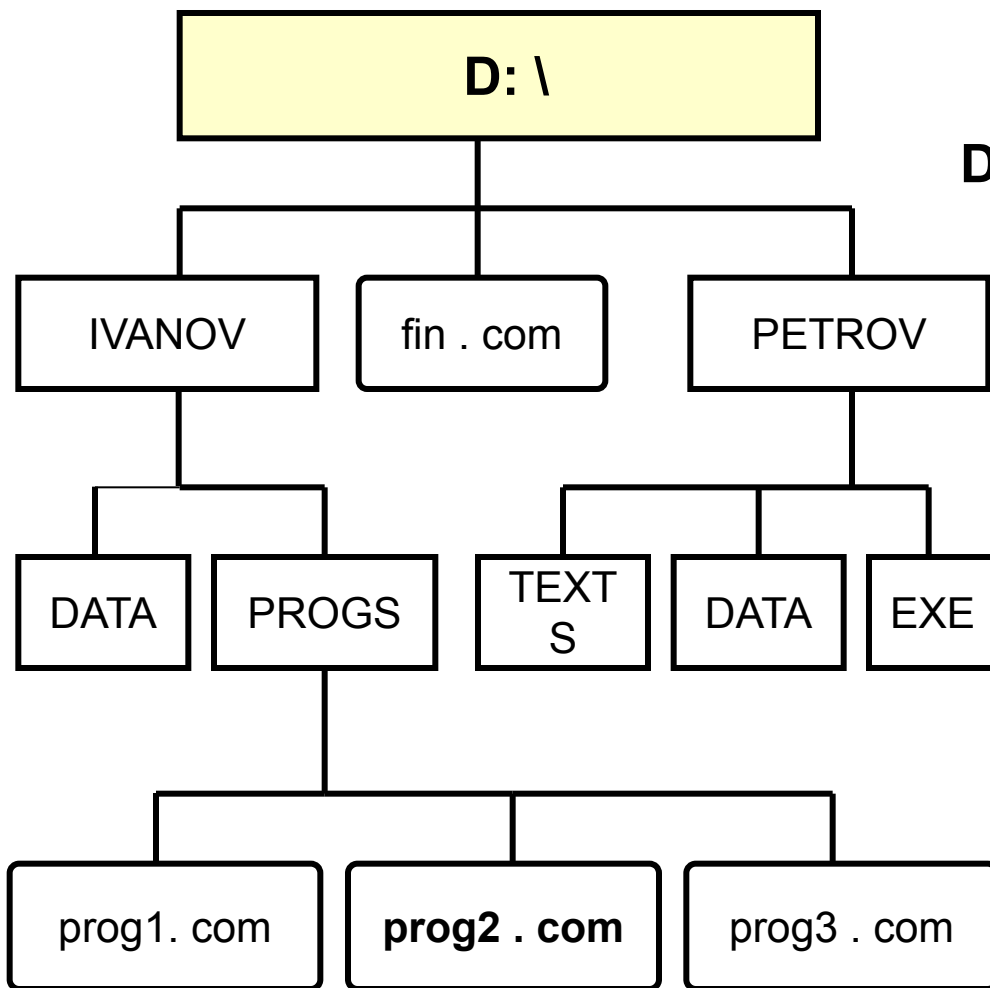 D: \
D
IVANOV
fin . com
PETROV
DATA
PROGS
TEXT
S
DATA
EXE
prog1. com
prog2 . com
prog3 . com